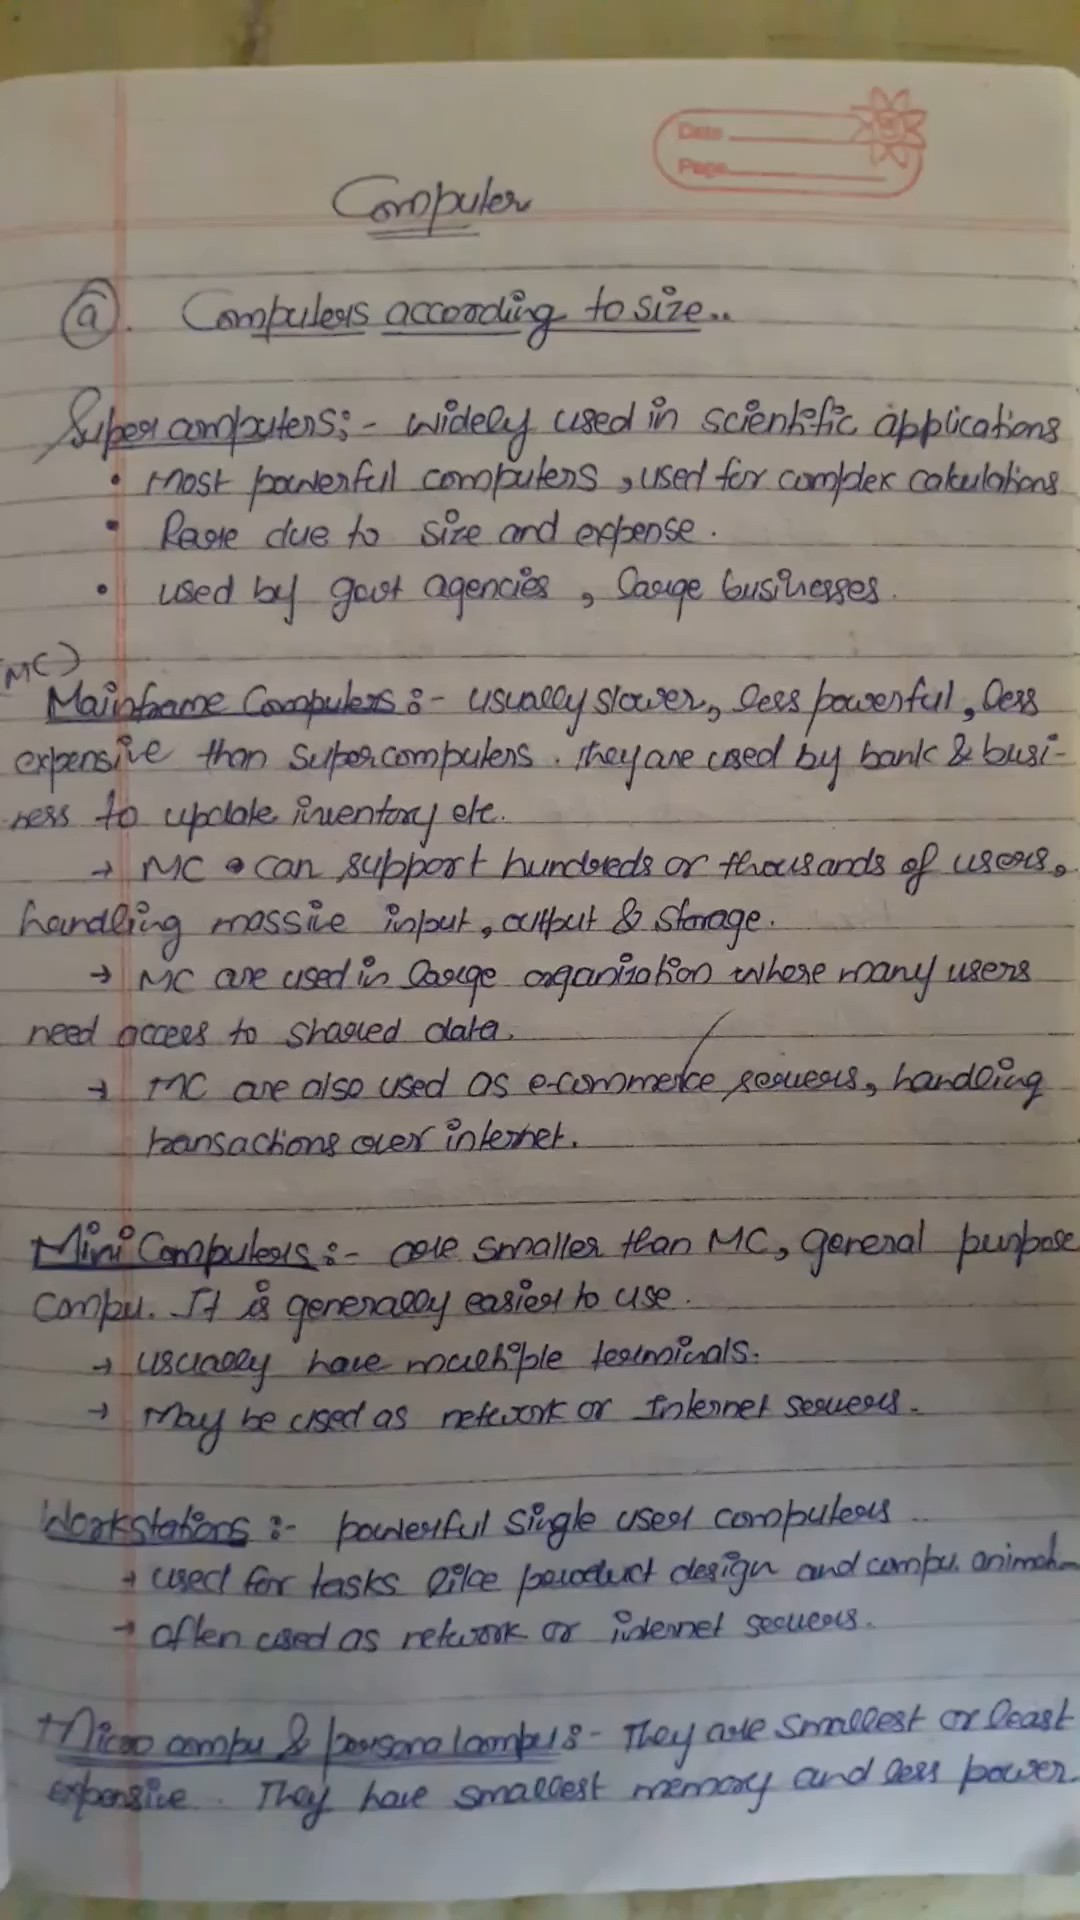 Date
Page
Computer
(a). Computers according to size..
Supercomputers:- widely used in scientific applications
• Most powerful computers, used for complex calculations
• Rare due to size and expense.
• used by govt agencies, large businesses.
MC)
Mainframe Computers:- usually slower, less powerful, less
expensive than supercomputers. They are used by bank & busi-
ness to update inventory etc.
→ MC can support hundreds or thousands of users,
handling massive input, output & storage.
→ MC are used in large organization where many users
need access to shared data.
→ MC are also used as e-commerce servers, handling
transactions over internet.
Mini Computers:- are smaller than MC, general purpose
compu. It is generally easier to use.
→ usually have multiple terminals.
→ May be used as network or Internet servers.
Workstations:- powerful single user computers..
→ used for tasks like product design and compu. animat
→ often used as network or internet servers.
Micro compu & personal compu:- They are smallest or least
expensive. They have smallest memory and less power.